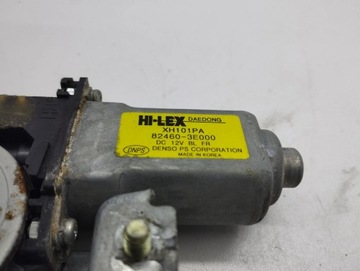 HI-LEX DAEDONG
XH101PA
82460-3E000
DC 12V BL FR
DENSO PS CORPORATION
DNPS MADE IN KOREA